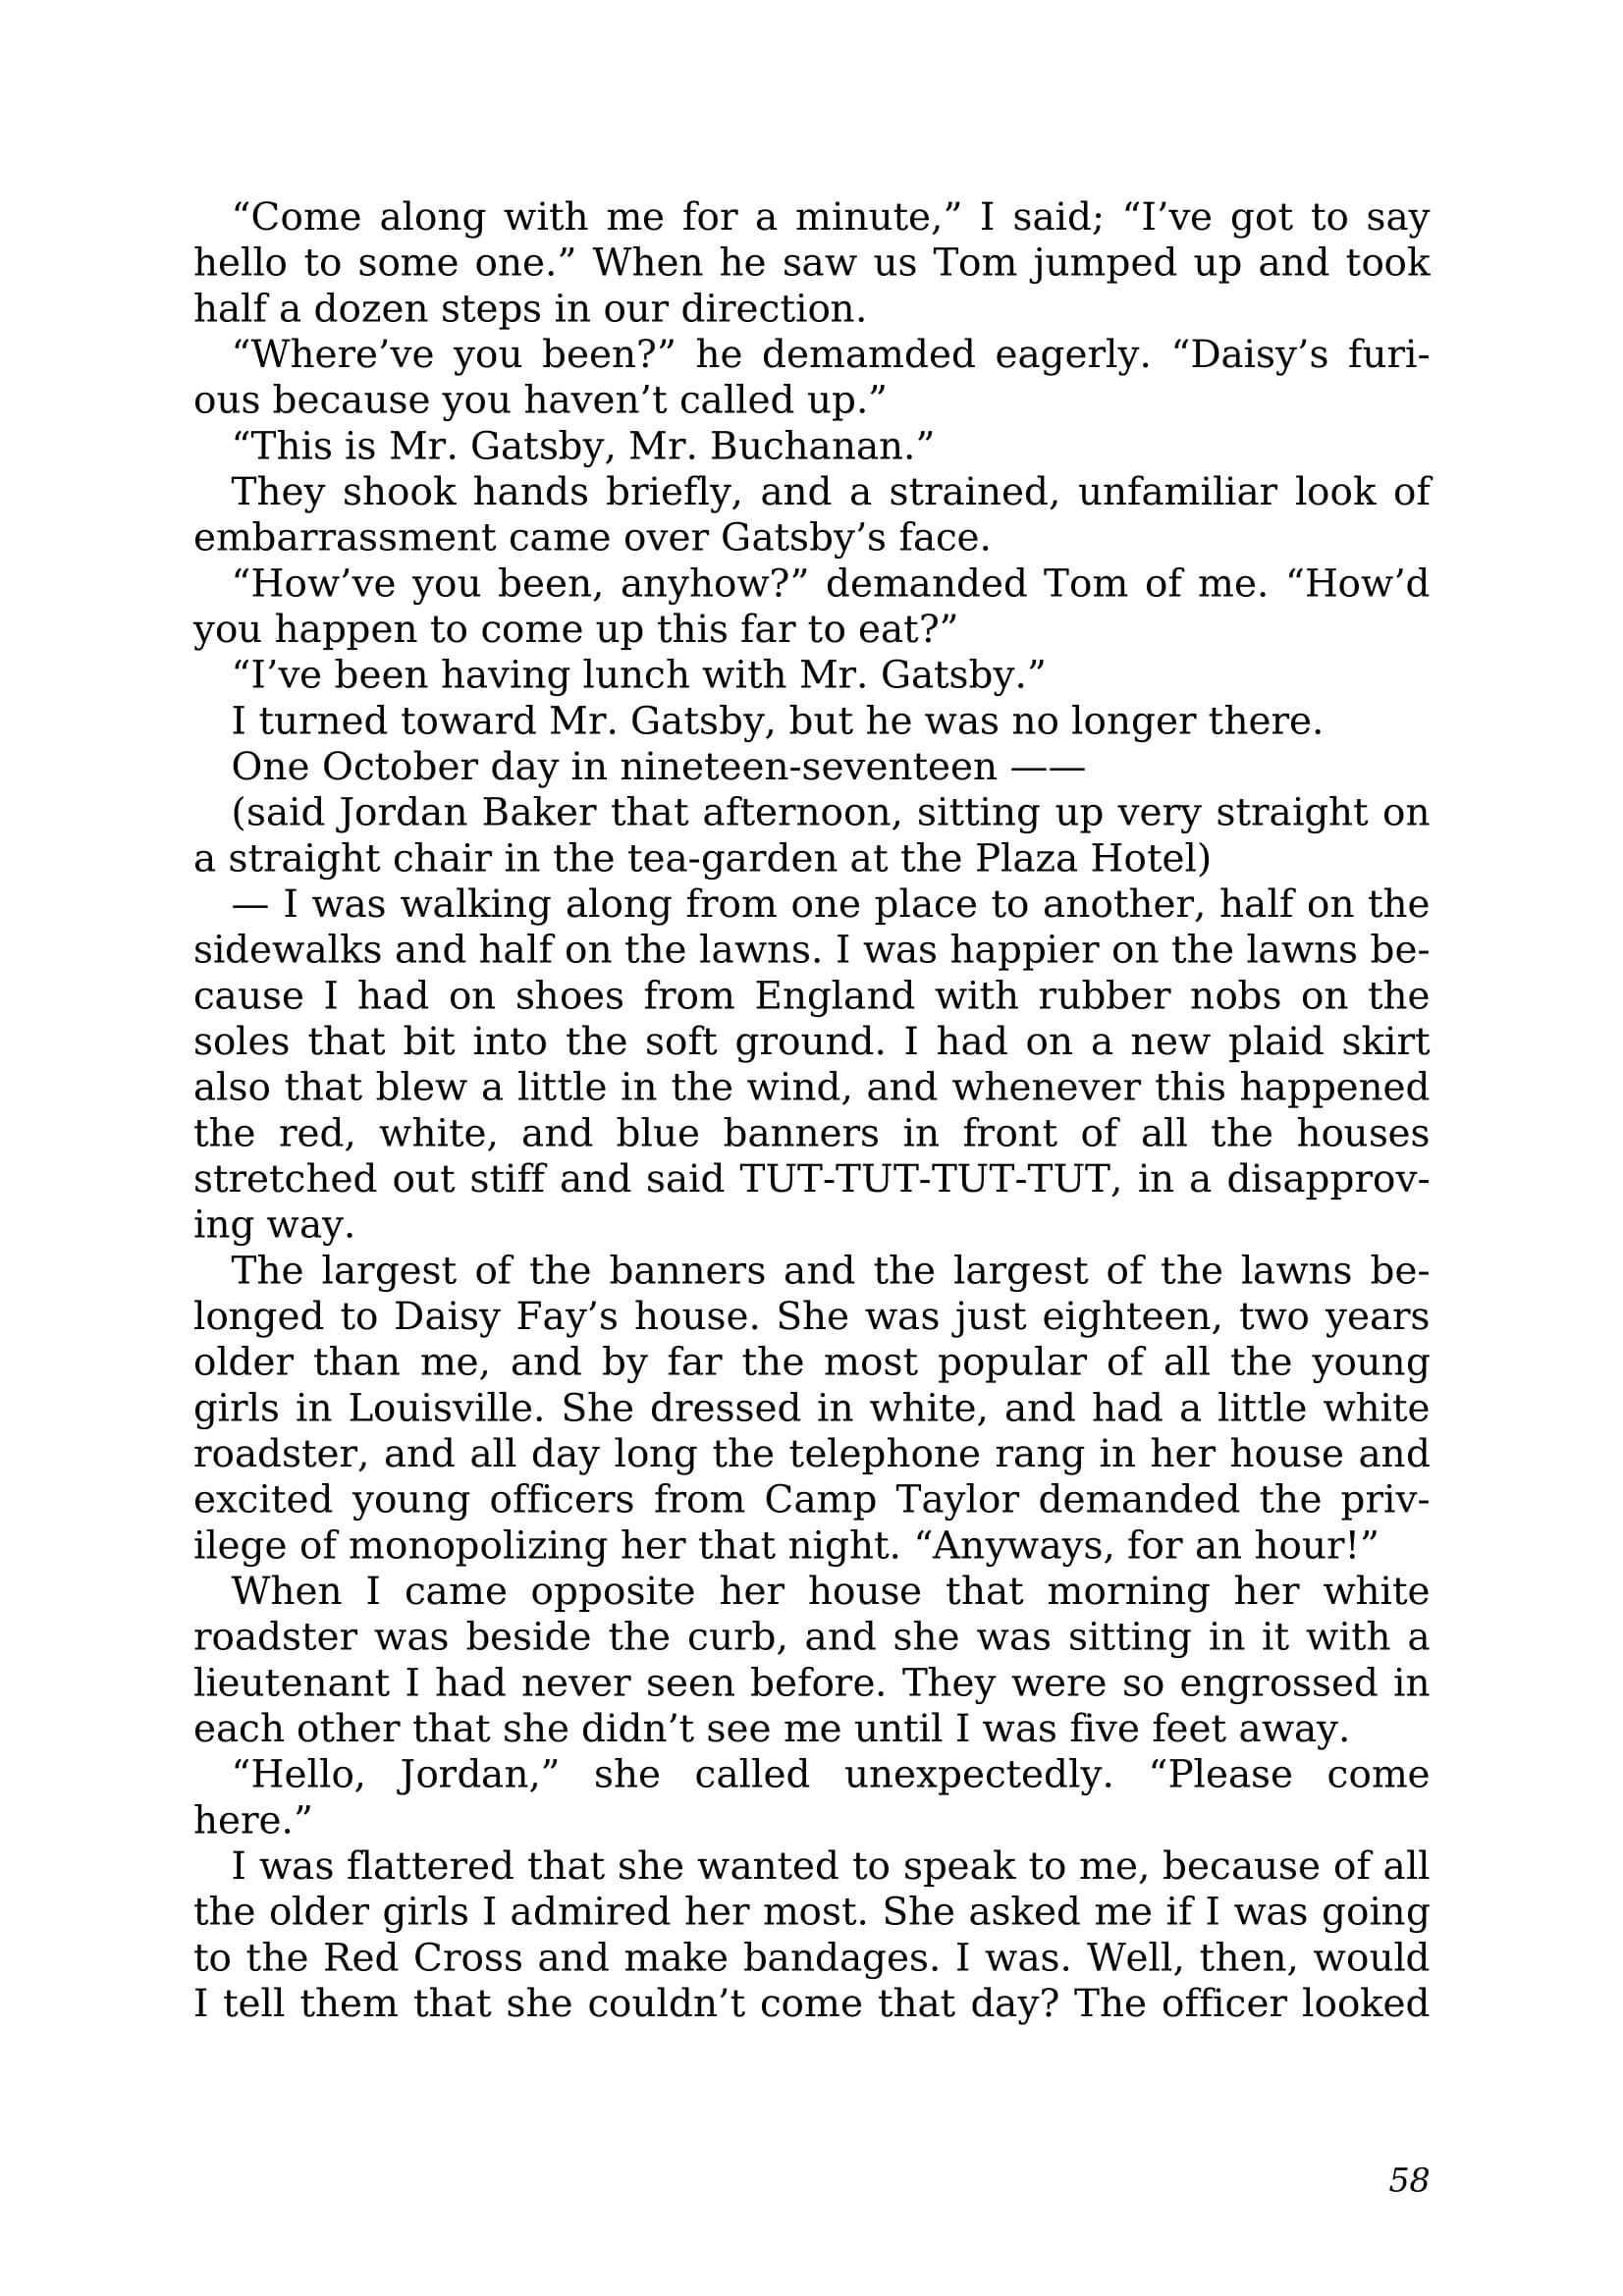 “Come along with me for a minute,” I said; “I’ve got to say
hello to some one.” When he saw us Tom jumped up and took
half a dozen steps in our direction.
“Where’ve you been?” he demamded eagerly. “Daisy’s furi-
ous because you haven’t called up.”
“This is Mr. Gatsby, Mr. Buchanan.”
They shook hands briefly, and a strained, unfamiliar look of
embarrassment came over Gatsby’s face.
“How’ve you been, anyhow?” demanded Tom of me. “How’d
you happen to come up this far to eat?”
“I’ve been having lunch with Mr. Gatsby.”
I turned toward Mr. Gatsby, but he was no longer there.
One October day in nineteen-seventeen ——
(said Jordan Baker that afternoon, sitting up very straight on
a straight chair in the tea-garden at the Plaza Hotel)
— I was walking along from one place to another, half on the
sidewalks and half on the lawns. I was happier on the lawns be-
cause I had on shoes from England with rubber nobs on the
soles that bit into the soft ground. I had on a new plaid skirt
also that blew a little in the wind, and whenever this happened
the red, white, and blue banners in front of all the houses
stretched out stiff and said TUT-TUT-TUT-TUT, in a disapprov-
ing way.
The largest of the banners and the largest of the lawns be-
longed to Daisy Fay’s house. She was just eighteen, two years
older than me, and by far the most popular of all the young
girls in Louisville. She dressed in white, and had a little white
roadster, and all day long the telephone rang in her house and
excited young officers from Camp Taylor demanded the priv-
ilege of monopolizing her that night. “Anyways, for an hour!”
When I came opposite her house that morning her white
roadster was beside the curb, and she was sitting in it with a
lieutenant I had never seen before. They were so engrossed in
each other that she didn’t see me until I was five feet away.
“Hello, Jordan,” she called unexpectedly. “Please come
here.”
I was flattered that she wanted to speak to me, because of all
the older girls I admired her most. She asked me if I was going
to the Red Cross and make bandages. I was. Well, then, would
I tell them that she couldn’t come that day? The officer looked
58